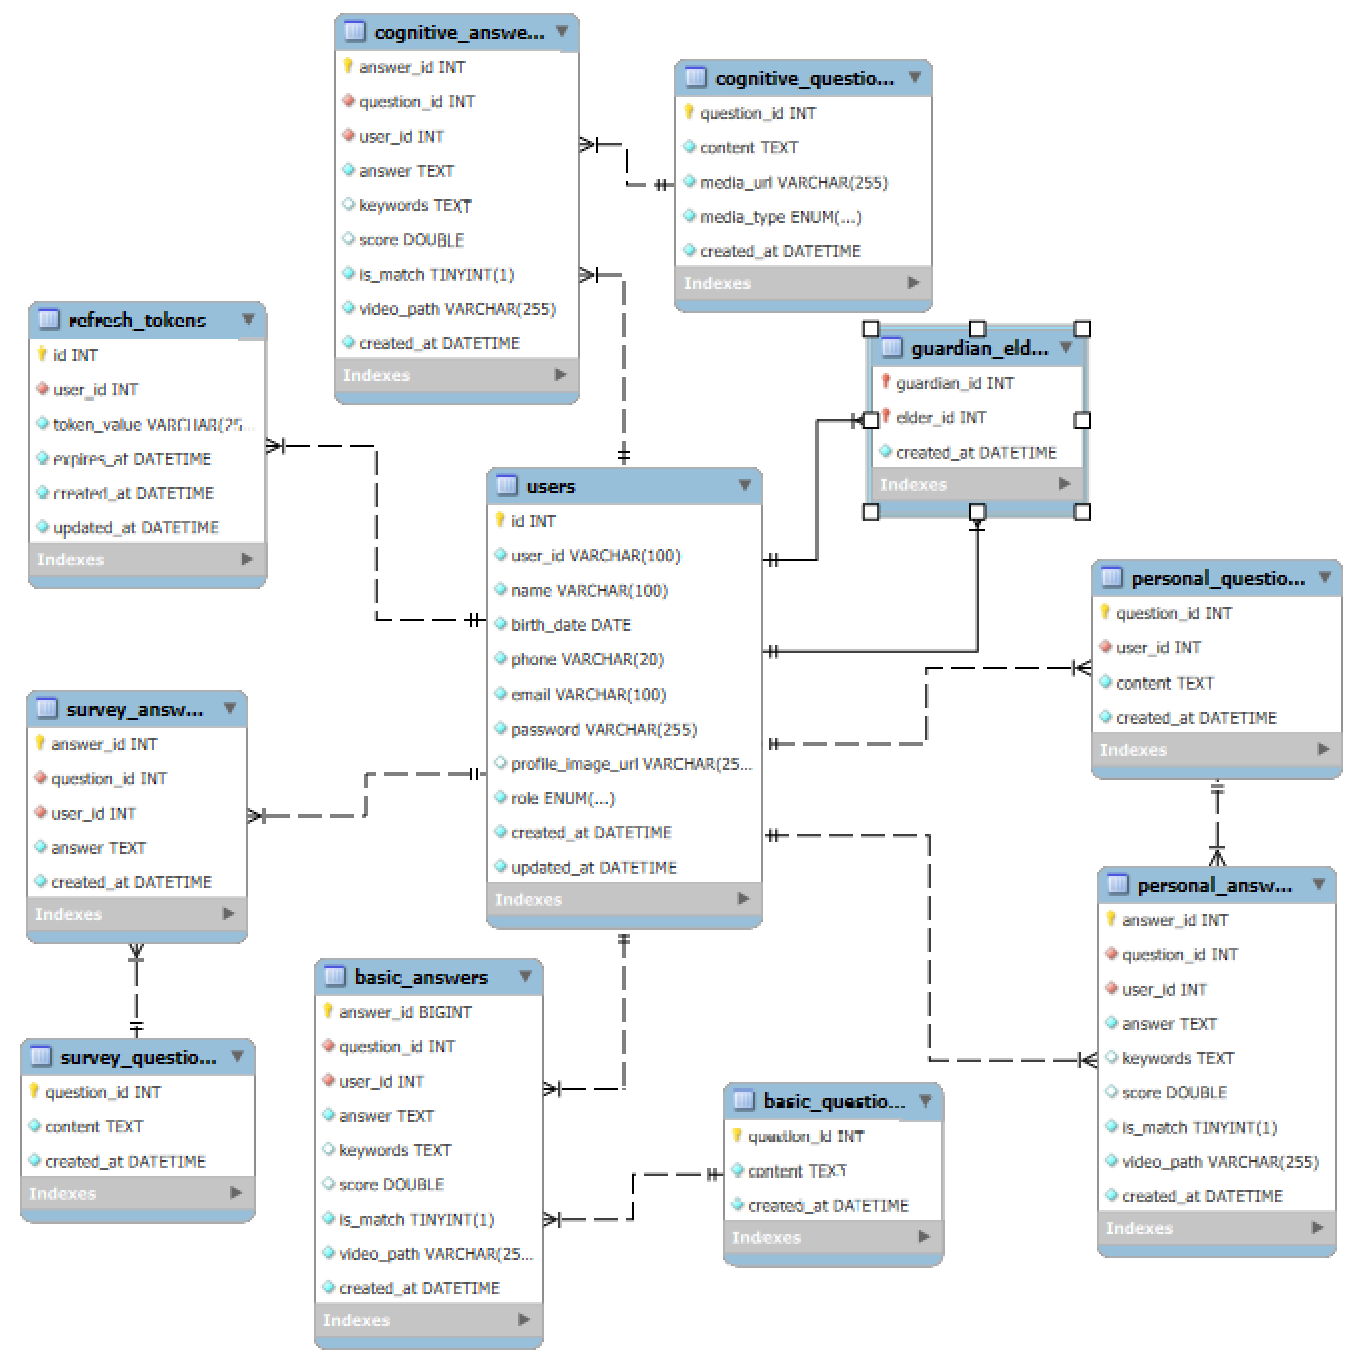 cognitive_answe...
answer_id INT
question_id INT
user_id INT
answer TEXT
keywords TEXT
score DOUBLE
is_match TINYINT(1)
video_path VARCHAR(255)
created_at DATETIME
Indexes
cognitive_questio...
question_id INT
content TEXT
media_url VARCHAR(255)
media_type ENUM(...)
created_at DATETIME
Indexes
refresh_tokens
id INT
user_id INT
token_value VARCHAR(25...
expires_at DATETIME
created_at DATETIME
updated_at DATETIME
Indexes
guardian_eld...
guardian_id INT
elder_id INT
created_at DATETIME
Indexes
users
id INT
user_id VARCHAR(100)
name VARCHAR(100)
birth_date DATE
phone VARCHAR(20)
email VARCHAR(100)
password VARCHAR(255)
profile_image_url VARCHAR(25...
role ENUM(...)
created_at DATETIME
updated_at DATETIME
Indexes
personal_questio...
question_id INT
user_id INT
content TEXT
created_at DATETIME
Indexes
survey_answ...
answer_id INT
question_id INT
user_id INT
answer TEXT
created_at DATETIME
Indexes
personal_answ...
answer_id INT
question_id INT
user_id INT
answer TEXT
keywords TEXT
score DOUBLE
is_match TINYINT(1)
video_path VARCHAR(255)
created_at DATETIME
Indexes
basic_answers
answer_id BIGINT
question_id INT
user_id INT
answer TEXT
keywords TEXT
score DOUBLE
is_match TINYINT(1)
video_path VARCHAR(25...
created_at DATETIME
Indexes
survey_questio...
question_id INT
content TEXT
created_at DATETIME
Indexes
basic_questio...
question_id INT
content TEXT
created_at DATETIME
Indexes